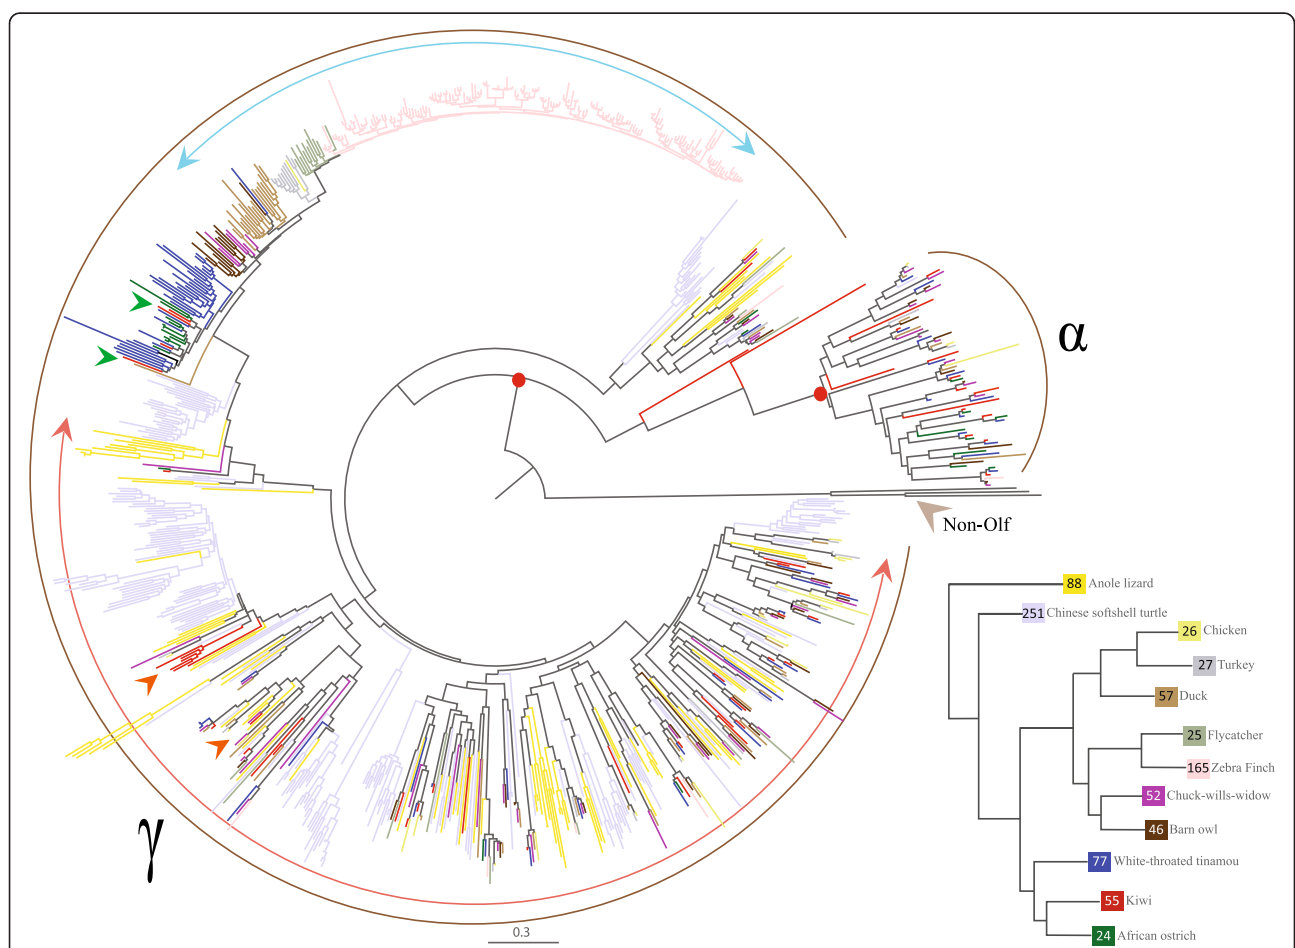 α
Non-Olf
γ
0.3
88 Anole lizard
251 Chinese softshell turtle
26 Chicken
27 Turkey
57 Duck
25 Flycatcher
165 Zebra Finch
52 Chuck-wills-widow
46 Barn owl
77 White-throated tinamou
55 Kiwi
24 African ostrich